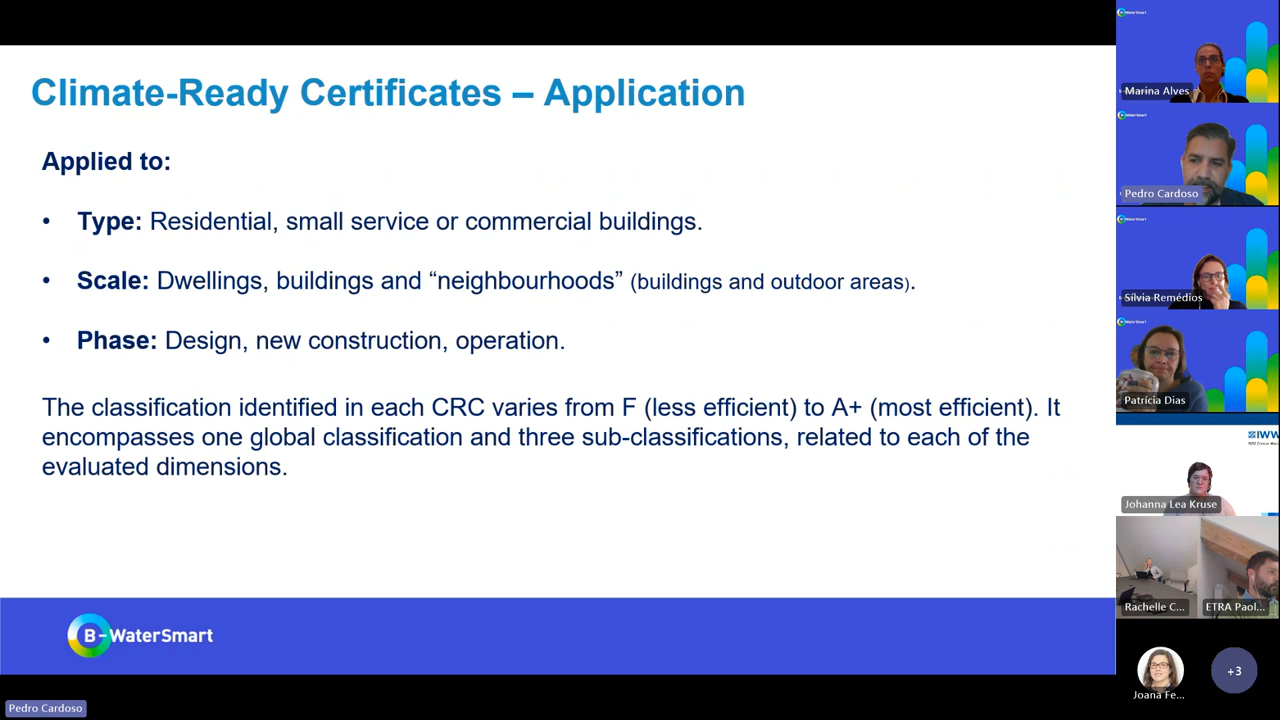 Climate-Ready Certificates – Application
Applied to:
• Type: Residential, small service or commercial buildings.
• Scale: Dwellings, buildings and “neighbourhoods” (buildings and outdoor areas).
• Phase: Design, new construction, operation.
The classification identified in each CRC varies from F (less efficient) to A+ (most efficient). It
encompasses one global classification and three sub-classifications, related to each of the
evaluated dimensions.
B-WaterSmart
Pedro Cardoso
Marina Alves
Pedro Cardoso
Sílvia Remédios
Patrícia Dias
IWW
Johanna Lea Kruse
Rachelle C...
ETRA Paol...
Joana Fe...
+3